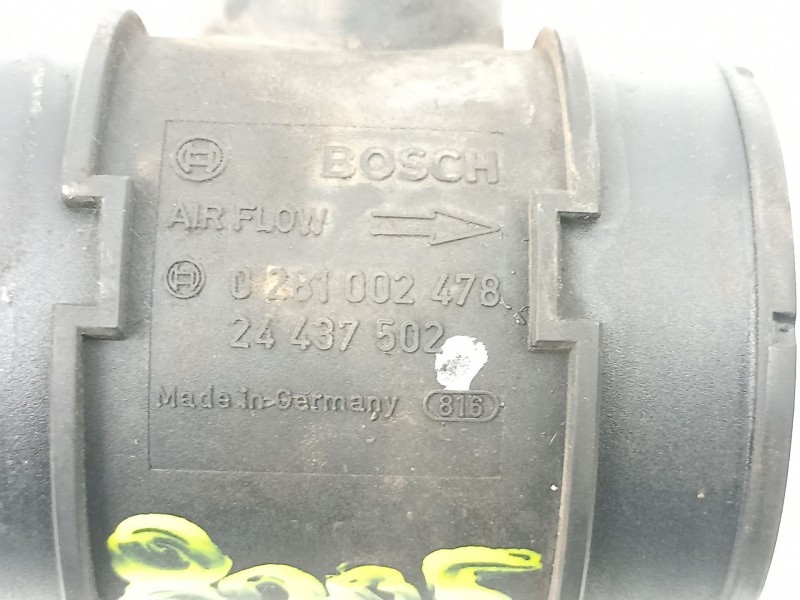 BOSCH
AIR FLOW
0 281 002 478
24 437 502
Made in Germany 816